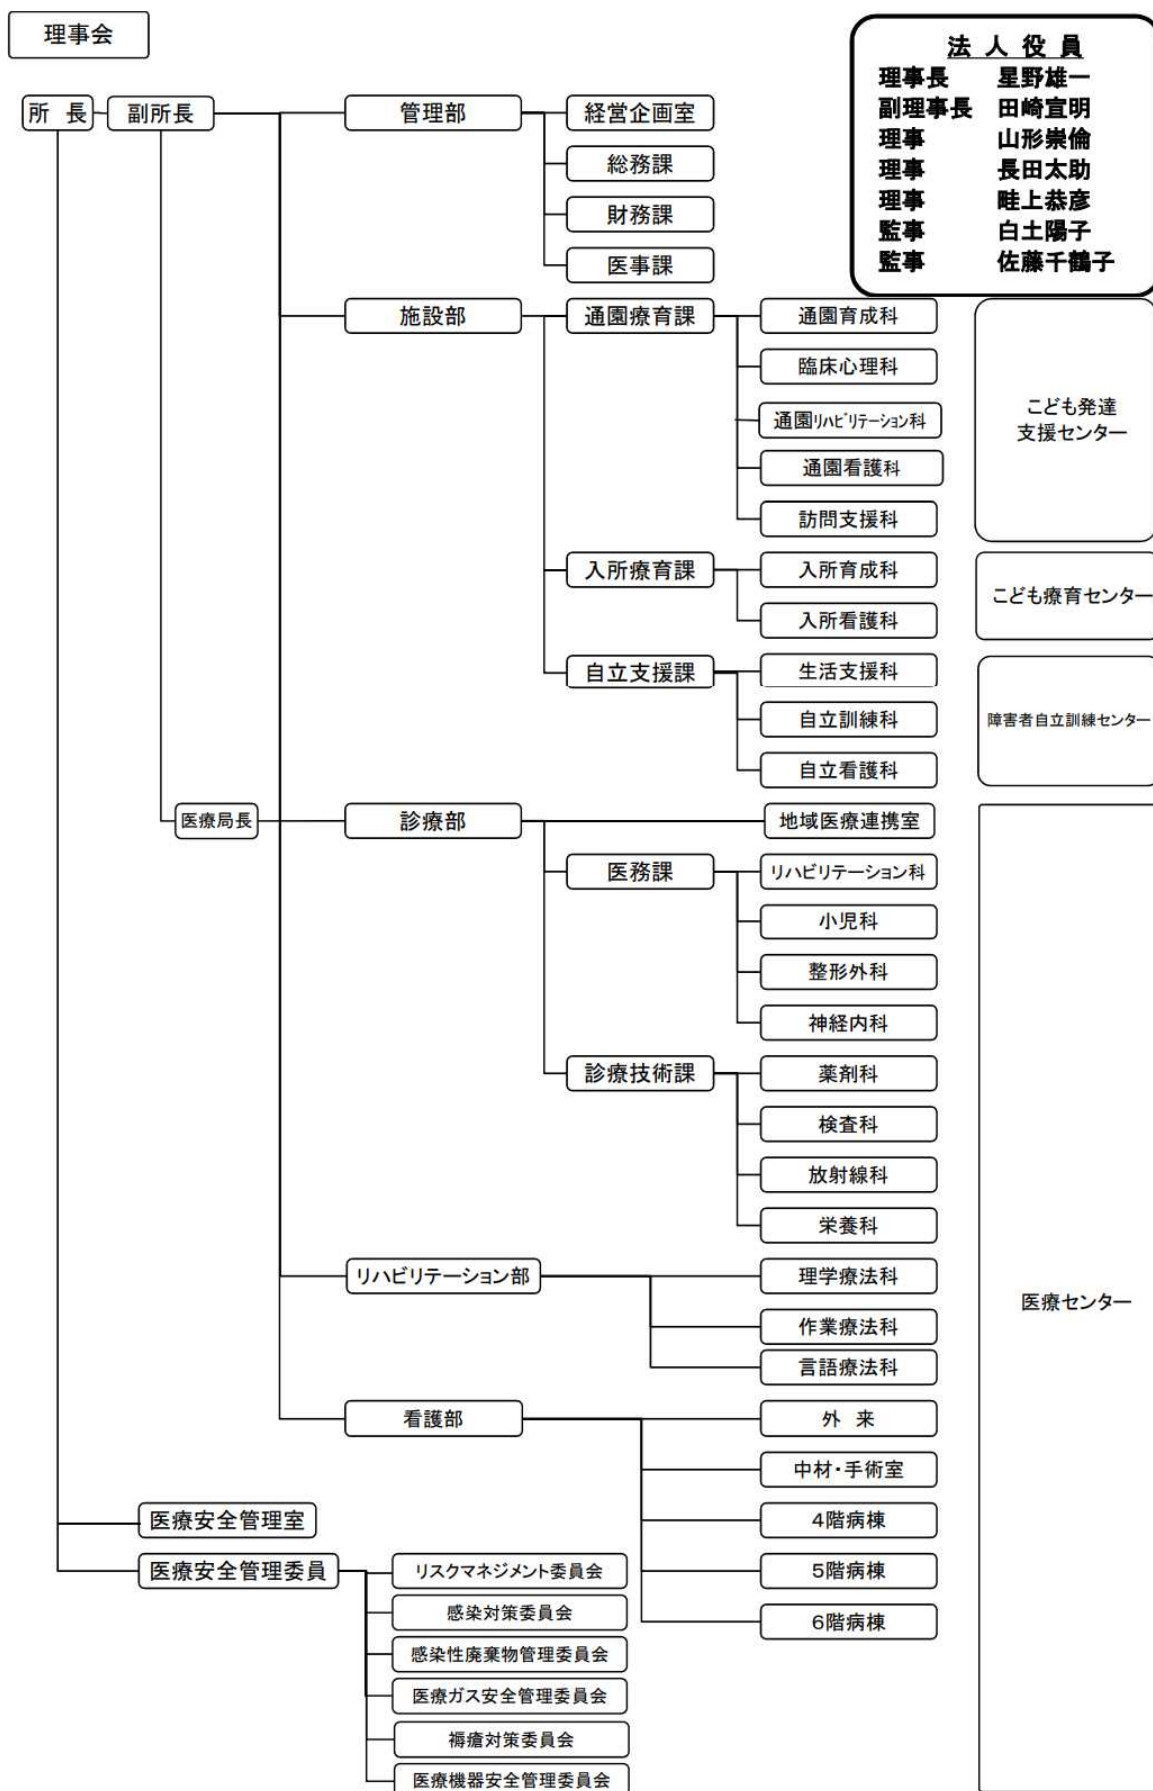 理事会
法人役員
理事長 星野雄一
副理事長 田崎宣明
理事 山形崇倫
理事 長田太助
理事 畦上恭彦
監事 白土陽子
監事 佐藤千鶴子
所 長
副所長
管理部
経営企画室
総務課
財務課
医事課
施設部
通園療育課
通園育成科
臨床心理科
通園リハビリテーション科
通園看護科
訪問支援科
こども発達
支援センター
入所療育課
入所育成科
入所看護科
こども療育センター
自立支援課
生活支援科
自立訓練科
自立看護科
障害者自立訓練センター
医療局長
診療部
地域医療連携室
医務課
リハビリテーション科
小児科
整形外科
神経内科
診療技術課
薬剤科
検査科
放射線科
栄養科
リハビリテーション部
理学療法科
作業療法科
言語療法科
医療センター
看護部
外 来
中材・手術室
4階病棟
5階病棟
6階病棟
医療安全管理室
医療安全管理委員
リスクマネジメント委員会
感染対策委員会
感染性廃棄物管理委員会
医療ガス安全管理委員会
褥瘡対策委員会
医療機器安全管理委員会